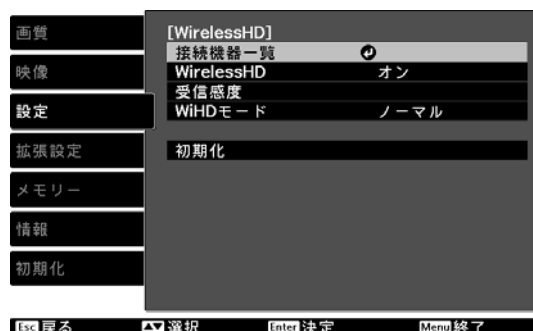 画質
映像
設定
拡張設定
メモリー
情報
初期化
[WirelessHD]
接続機器一覧
WirelessHD オン
受信感度
WiHDモード ノーマル
初期化
Esc 戻る 選択 Enter 決定 Menu 終了